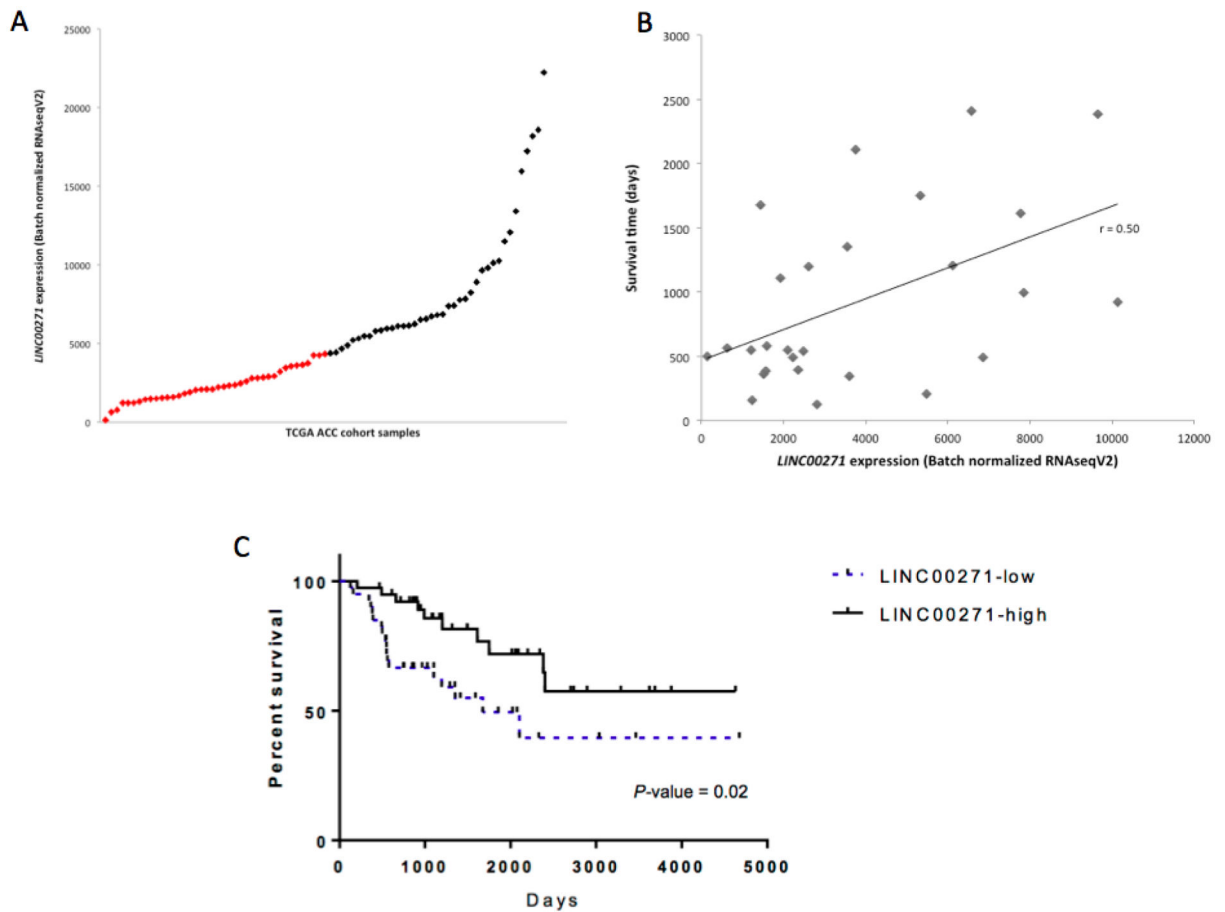 A
LINC00271 expression (Batch normalized RNAseqV2)
25000
20000
15000
10000
5000
0
TCGA ACC cohort samples
B
Survival time (days)
3000
2500
2000
1500
1000
500
0
r = 0.50
0 2000 4000 6000 8000 10000 12000
LINC00271 expression (Batch normalized RNAseqV2)
C
Percent survival
100
50
0
P-value = 0.02
0 1000 2000 3000 4000 5000
Days
LINC00271-low
LINC00271-high